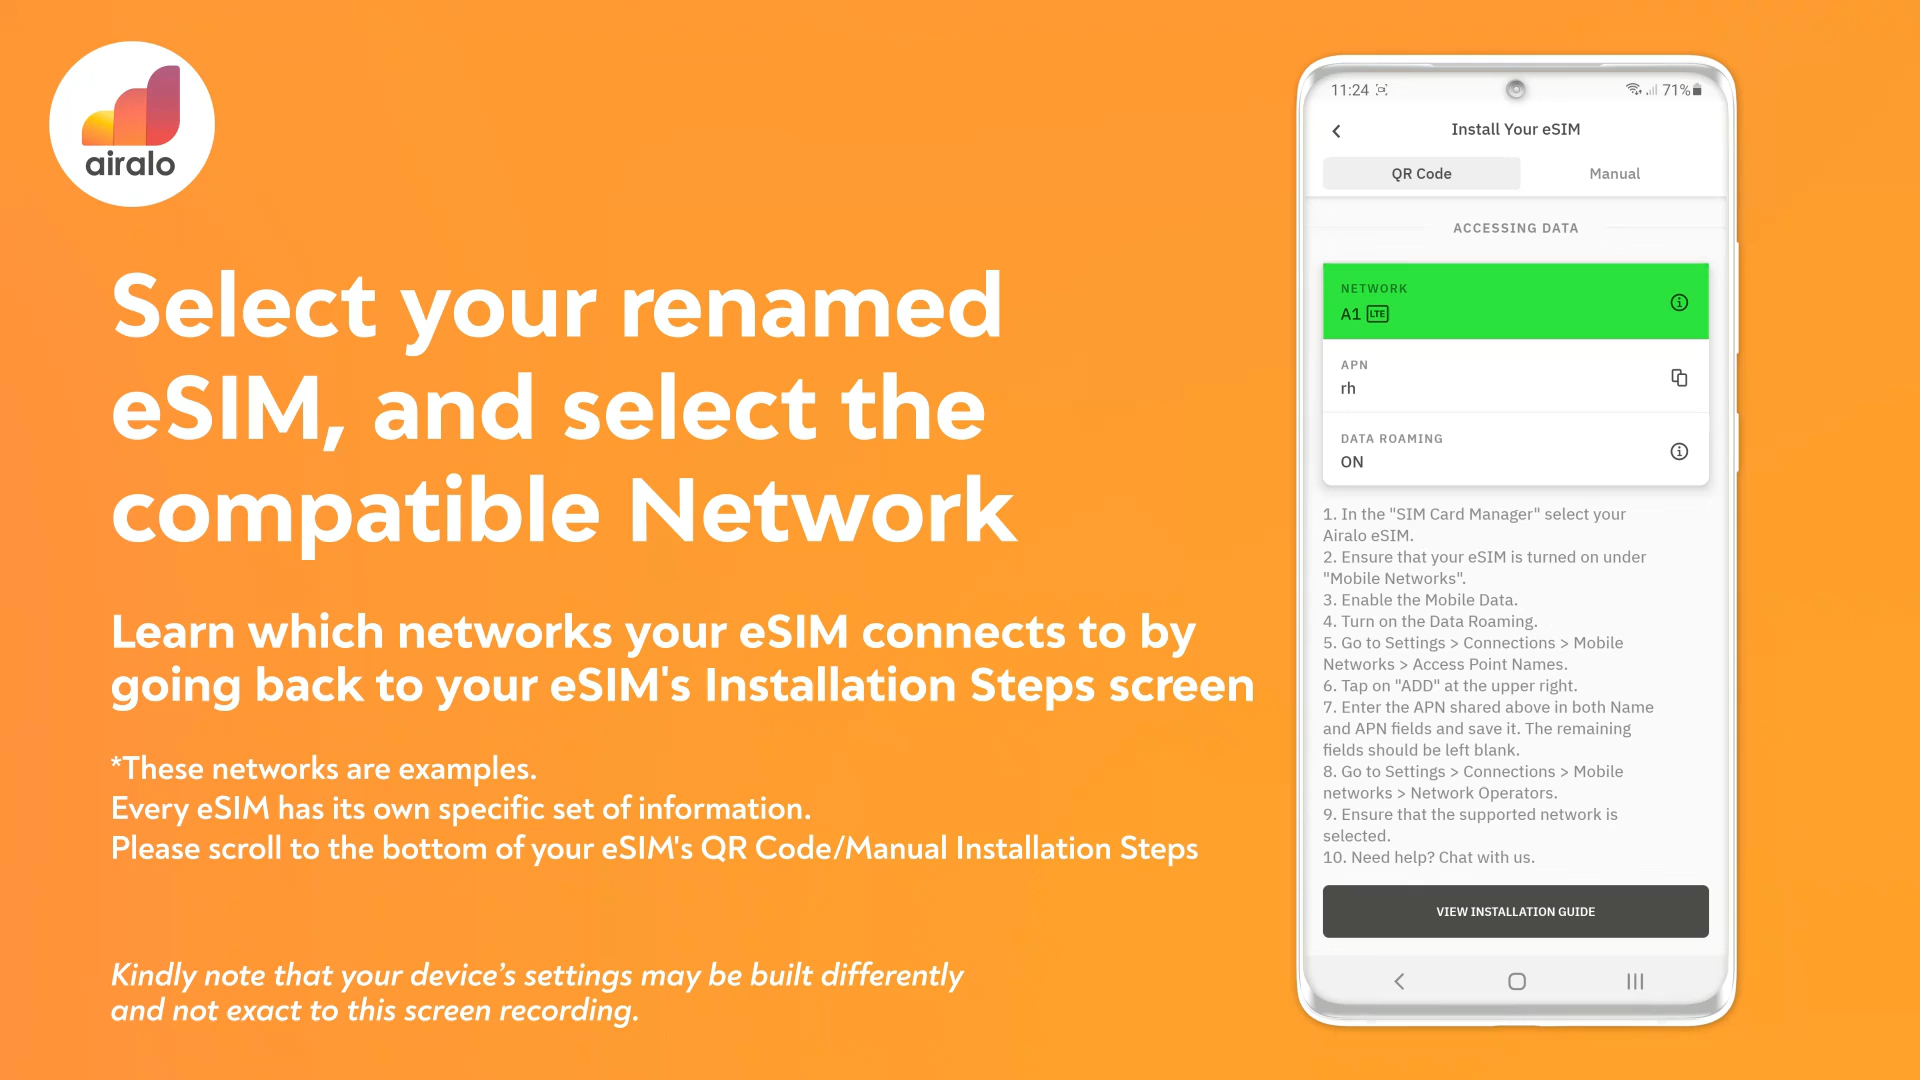 airalo
Select your renamed
eSIM, and select the
compatible Network
Learn which networks your eSIM connects to by
going back to your eSIM's Installation Steps screen
*These networks are examples.
Every eSIM has its own specific set of information.
Please scroll to the bottom of your eSIM's QR Code/Manual Installation Steps
Kindly note that your device’s settings may be built differently
and not exact to this screen recording.
11:24 71%
Install Your eSIM
QR Code Manual
ACCESSING DATA
NETWORK
A1 LTE
APN
rh
DATA ROAMING
ON
1. In the "SIM Card Manager" select your
Airalo eSIM.
2. Ensure that your eSIM is turned on under
"Mobile Networks".
3. Enable the Mobile Data.
4. Turn on the Data Roaming.
5. Go to Settings > Connections > Mobile
Networks > Access Point Names.
6. Tap on "ADD" at the upper right.
7. Enter the APN shared above in both Name
and APN fields and save it. The remaining
fields should be left blank.
8. Go to Settings > Connections > Mobile
networks > Network Operators.
9. Ensure that the supported network is
selected.
10. Need help? Chat with us.
VIEW INSTALLATION GUIDE